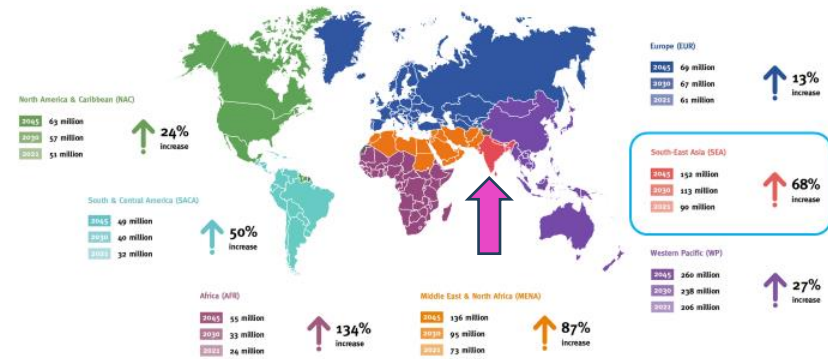 North America & Caribbean (NAC)
2045 63 million
2030 57 million
2021 51 million
24%
increase
South & Central America (SACA)
2045 49 million
2030 40 million
2021 32 million
50%
increase
Africa (AFR)
2045 55 million
2030 33 million
2021 24 million
134%
increase
Middle East & North Africa (MENA)
2045 136 million
2030 95 million
2021 73 million
87%
increase
Europe (EUR)
2045 69 million
2030 67 million
2021 61 million
13%
increase
South-East Asia (SEA)
2045 152 million
2030 113 million
2021 90 million
68%
increase
Western Pacific (WP)
2045 260 million
2030 238 million
2021 206 million
27%
increase